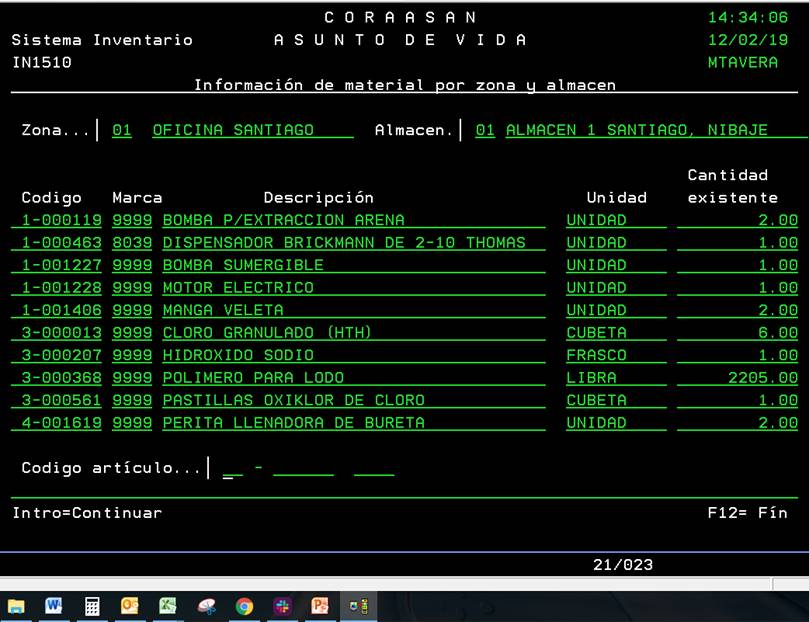 C O R A A S A N 14:34:06
Sistema Inventario A S U N T O D E V I D A 12/02/19
IN1510 MTAVERA
Información de material por zona y almacen
Zona... 01 OFICINA SANTIAGO Almacen. 01 ALMACEN 1 SANTIAGO, NIBAJE
Cantidad
Codigo Marca Descripción Unidad existente
1-000119 9999 BOMBA P/EXTRACCION ARENA UNIDAD 2.00
1-000463 8039 DISPENSADOR BRICKMANN DE 2-10 THOMAS UNIDAD 1.00
1-001227 9999 BOMBA SUMERGIBLE UNIDAD 1.00
1-001228 9999 MOTOR ELECTRICO UNIDAD 1.00
1-001406 9999 MANGA VELETA UNIDAD 2.00
3-000013 9999 CLORO GRANULADO (HTH) CUBETA 6.00
3-000207 9999 HIDROXIDO SODIO FRASCO 1.00
3-000368 9999 POLIMERO PARA LODO LIBRA 2205.00
3-000561 9999 PASTILLAS OXIKLOR DE CLORO CUBETA 1.00
4-001619 9999 PERITA LLENADORA DE BURETA UNIDAD 2.00
Codigo artículo... __ - ______ ____
Intro=Continuar F12= Fín
21/023